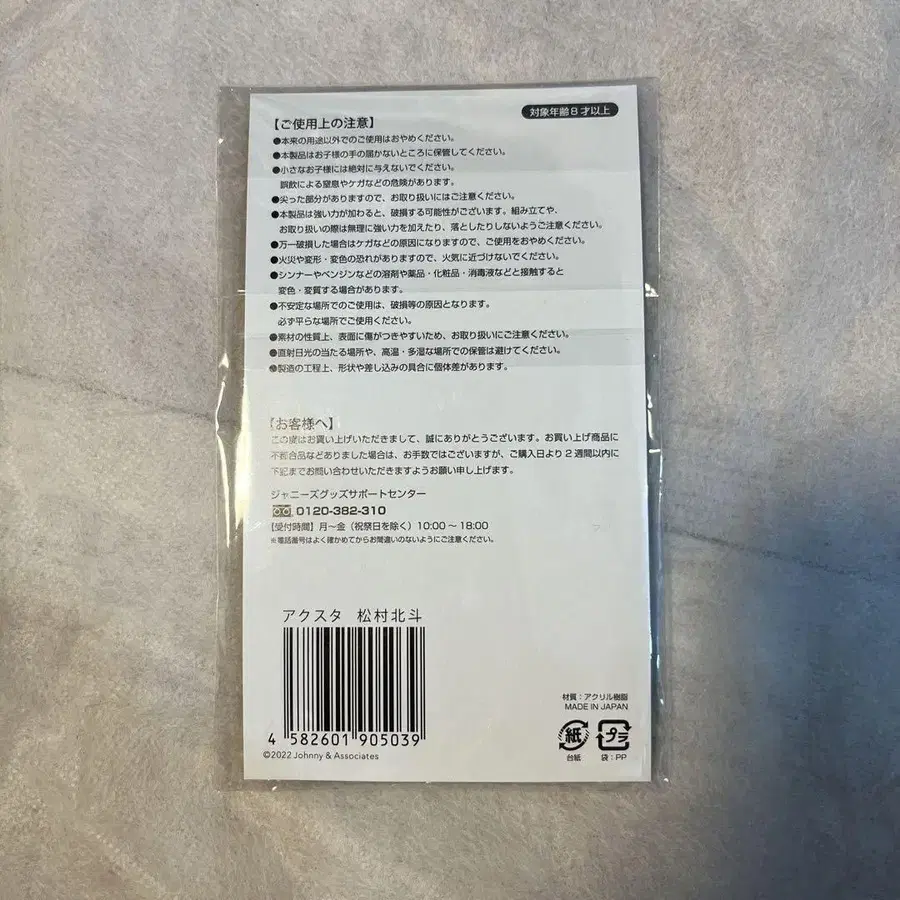 対象年齢8才以上
【ご使用上の注意】
●本来の用途以外でのご使用はおやめください。
●本製品はお子様の手の届かないところに保管してください。
●小さなお子様には絶対に与えないでください。
誤飲による窒息やケガなどの危険があります。
●尖った部分がありますので、お取り扱いにはご注意ください。
●本製品は強い力が加わると、破損する可能性がございます。組み立てや、
お取り扱いの際は無理に強い力を加えたり、落としたりしないようご注意ください。
●万一破損した場合はケガなどの原因になりますので、ご使用をおやめください。
●火災や変形・変色の恐れがありますので、火気に近づけないでください。
●シンナーやベンジンなどの溶剤や薬品・化粧品・消毒液などと接触すると
変色・変質する場合があります。
●不安定な場所でのご使用は、破損等の原因となります。
必ず平らな場所でご使用ください。
●素材の性質上、表面に傷がつきやすいため、お取り扱いにご注意ください。
●直射日光の当たる場所や、高温・多湿な場所での保管は避けてください。
●製造の工程上、形状や差し込みの具合に個体差があります。
【お客様へ】
この度はお買い上げいただきまして、誠にありがとうございます。お買い上げ商品に
不都合品などありました場合は、お手数ではございますが、ご購入日より2週間以内に
下記までお問い合わせいただきますようお願い申し上げます。
ジャニーズグッズサポートセンター
0120-382-310
【受付時間】月~金(祝祭日を除く)10:00~18:00
※電話番号はよく確かめてからお間違いのないようにご注意ください。
アクスタ 松村北斗
4 582601 905039
©2022 Johnny & Associates
材質:アクリル樹脂
MADE IN JAPAN
紙 プラ
台紙 袋:PP